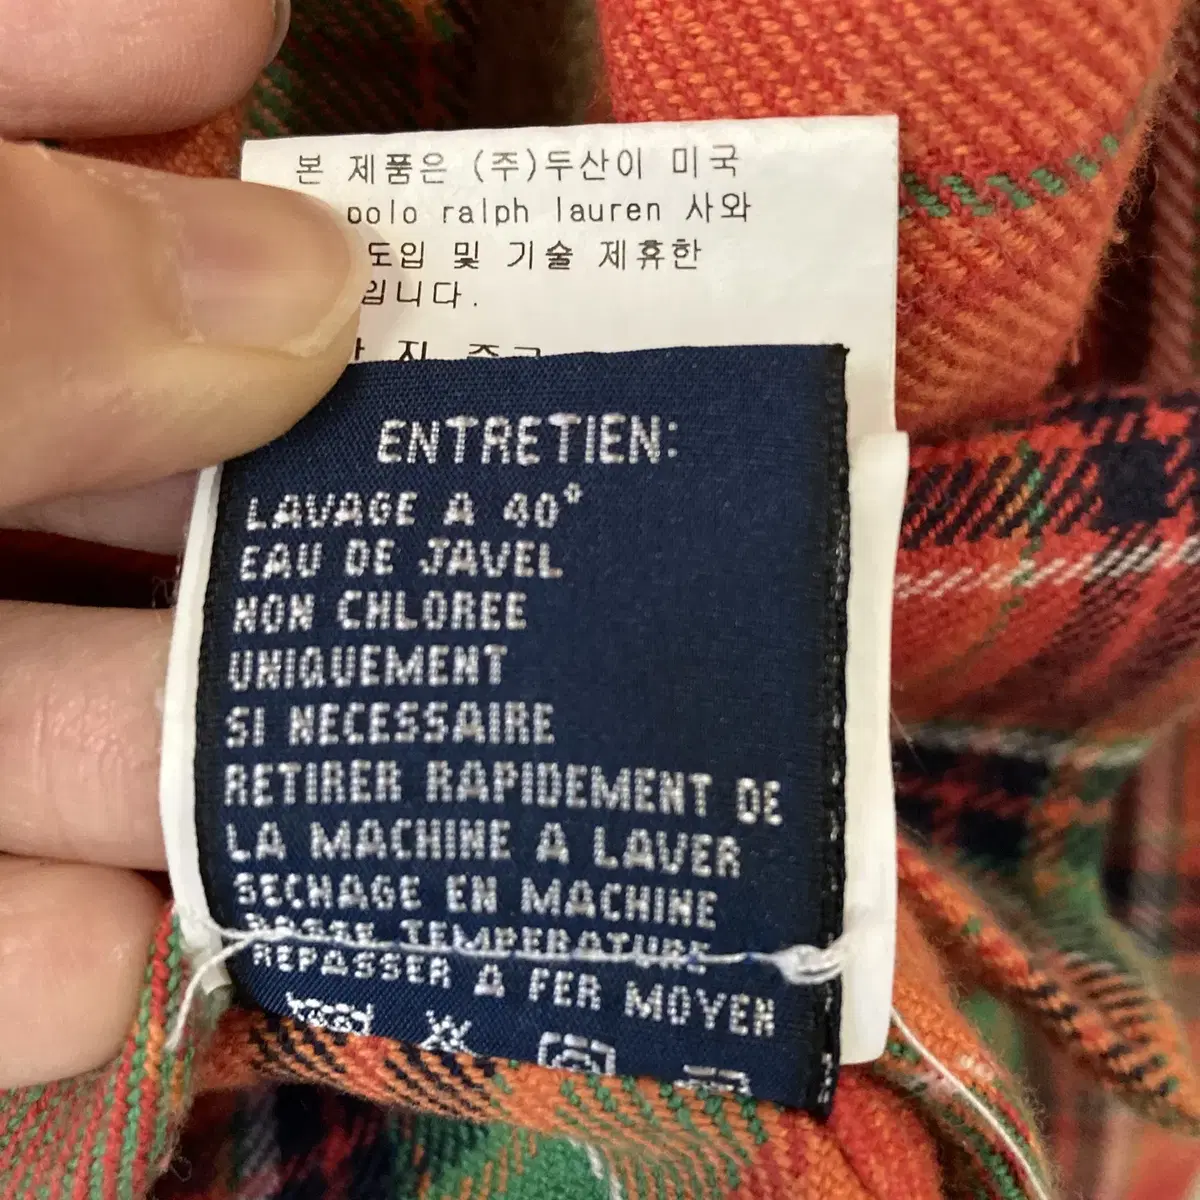 본 제품은 (주)두산이 미국
polo ralph lauren 사와
도입 및 기술 제휴한
입니다.
ENTRETIEN:
LAVAGE A 40°
EAU DE JAVEL
NON CHLOREE
UNIQUEMENT
SI NECESSAIRE
RETIRER RAPIDEMENT DE
LA MACHINE A LAVER
SECHAGE EN MACHINE
BASSE TEMPERATURE
REPASSER A FER MOYEN